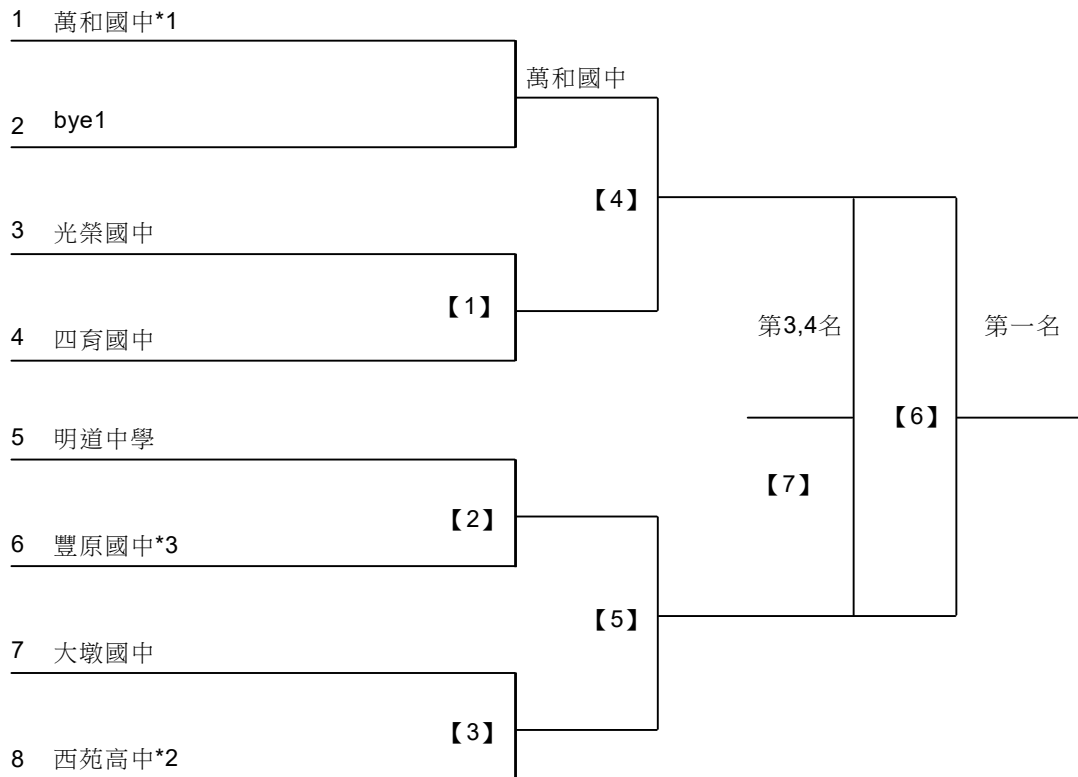 1 萬和國中*1
萬和國中
2 bye1
【4】
3 光榮國中
【1】
第3,4名
第一名
4 四育國中
【6】
5 明道中學
【7】
【2】
6 豐原國中*3
【5】
7 大墩國中
【3】
8 西苑高中*2